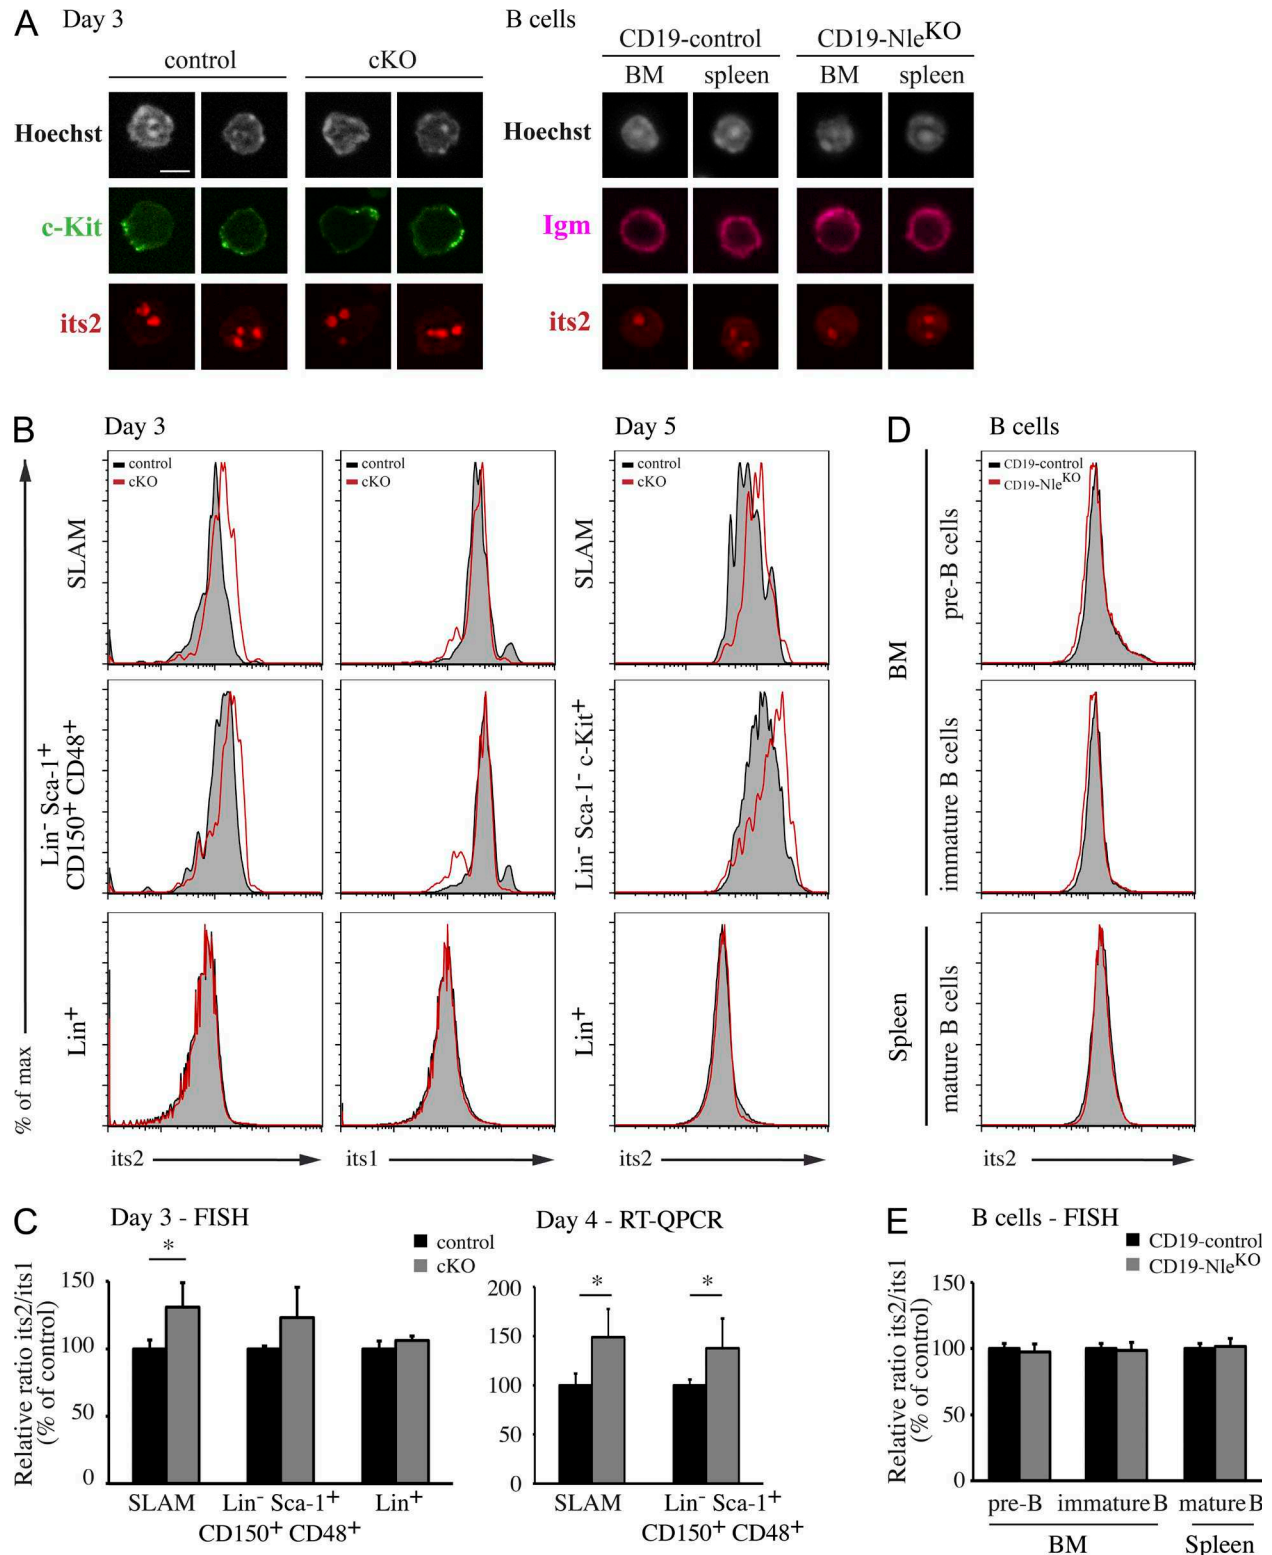 A Day 3
control cKO
Hoechst
c-Kit
its2
B cells
CD19-control CD19-Nle^KO
BM spleen BM spleen
Hoechst
Igm
its2
B Day 3 Day 5
% of max
SLAM
control
cKO
control
cKO
SLAM
control
cKO
Lin⁻ Sca-1⁺
CD150⁺ CD48⁺
Lin⁻ Sca-1⁻ c-Kit⁺
Lin⁺
Lin⁺
its2 its1 its2
D B cells
BM
pre-B cells
CD19-control
CD19-Nle^KO
immature B cells
Spleen
mature B cells
its2
C Day 3 - FISH
control
cKO
*
Relative ratio its2/its1
(% of control)
150
100
50
0
SLAM Lin⁻ Sca-1⁺ Lin⁺
CD150⁺ CD48⁺
Day 4 - RT-QPCR
* *
200
150
100
50
0
SLAM Lin⁻ Sca-1⁺
CD150⁺ CD48⁺
E B cells - FISH
CD19-control
CD19-Nle^KO
Relative ratio its2/its1
(% of control)
150
100
50
0
pre-B immature B mature B
BM Spleen